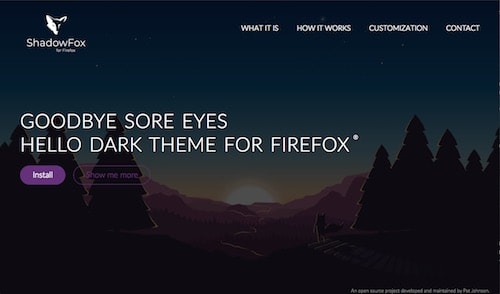 ShadowFox
for Firefox
WHAT IT IS
HOW IT WORKS
CUSTOMIZATION
CONTACT
GOODBYE SORE EYES
HELLO DARK THEME FOR FIREFOX®
Install
Show me more
An open source project developed and maintained by Pat Johnson.